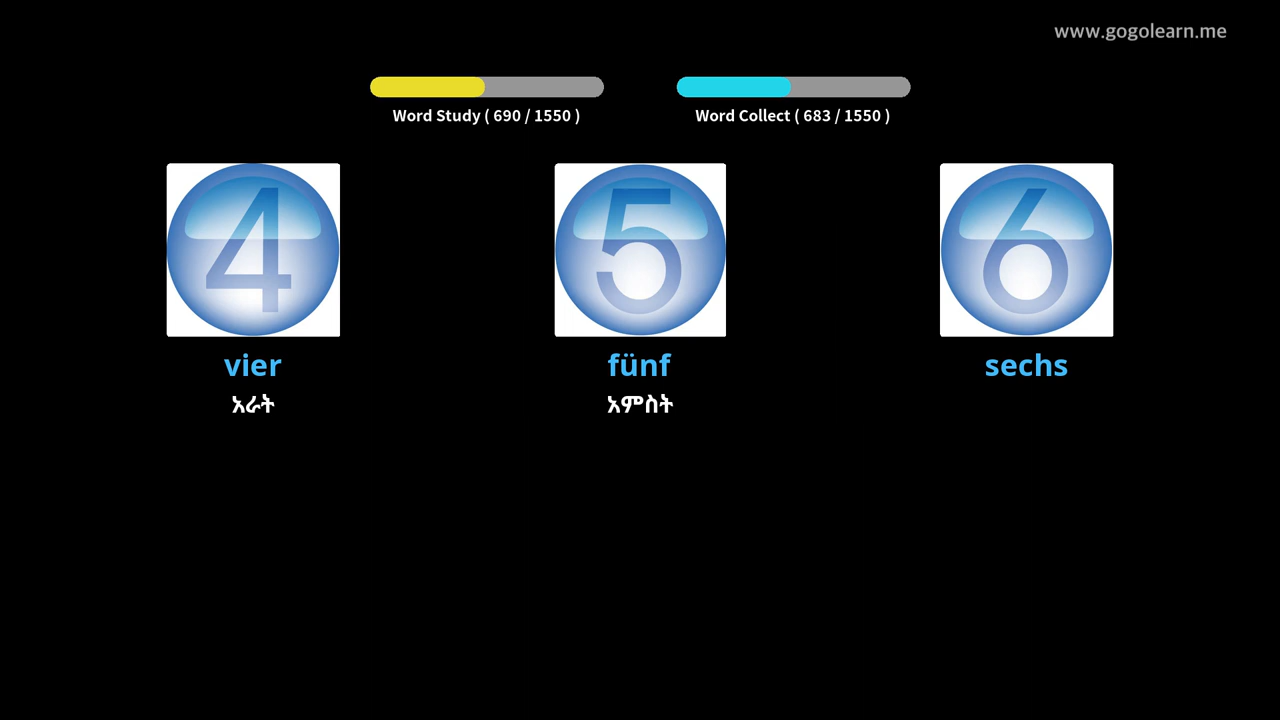 www.gogolearn.me
Word Study ( 690 / 1550 )
Word Collect ( 683 / 1550 )
4
5
6
vier
fünf
sechs
አራት
አምስት